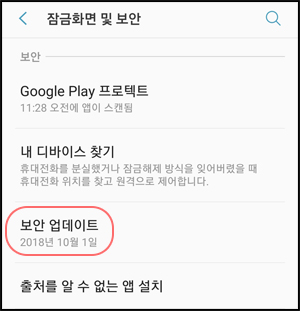 잠금화면 및 보안
보안
Google Play 프로텍트
11:28 오전에 앱이 스캔됨
내 디바이스 찾기
휴대전화를 분실했거나 잠금해제 방식을 잊어버렸을 때
휴대전화 위치를 찾고 원격으로 제어합니다.
보안 업데이트
2018년 10월 1일
출처를 알 수 없는 앱 설치